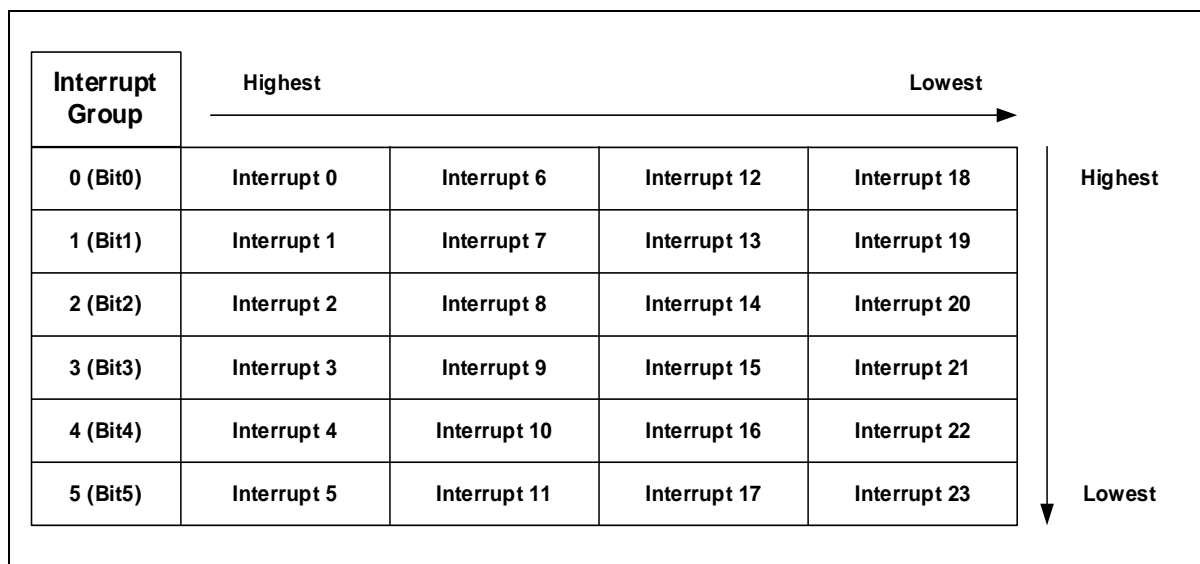 Interrupt Group
Highest Lowest
0 (Bit0) Interrupt 0 Interrupt 6 Interrupt 12 Interrupt 18 Highest
1 (Bit1) Interrupt 1 Interrupt 7 Interrupt 13 Interrupt 19
2 (Bit2) Interrupt 2 Interrupt 8 Interrupt 14 Interrupt 20
3 (Bit3) Interrupt 3 Interrupt 9 Interrupt 15 Interrupt 21
4 (Bit4) Interrupt 4 Interrupt 10 Interrupt 16 Interrupt 22
5 (Bit5) Interrupt 5 Interrupt 11 Interrupt 17 Interrupt 23 Lowest